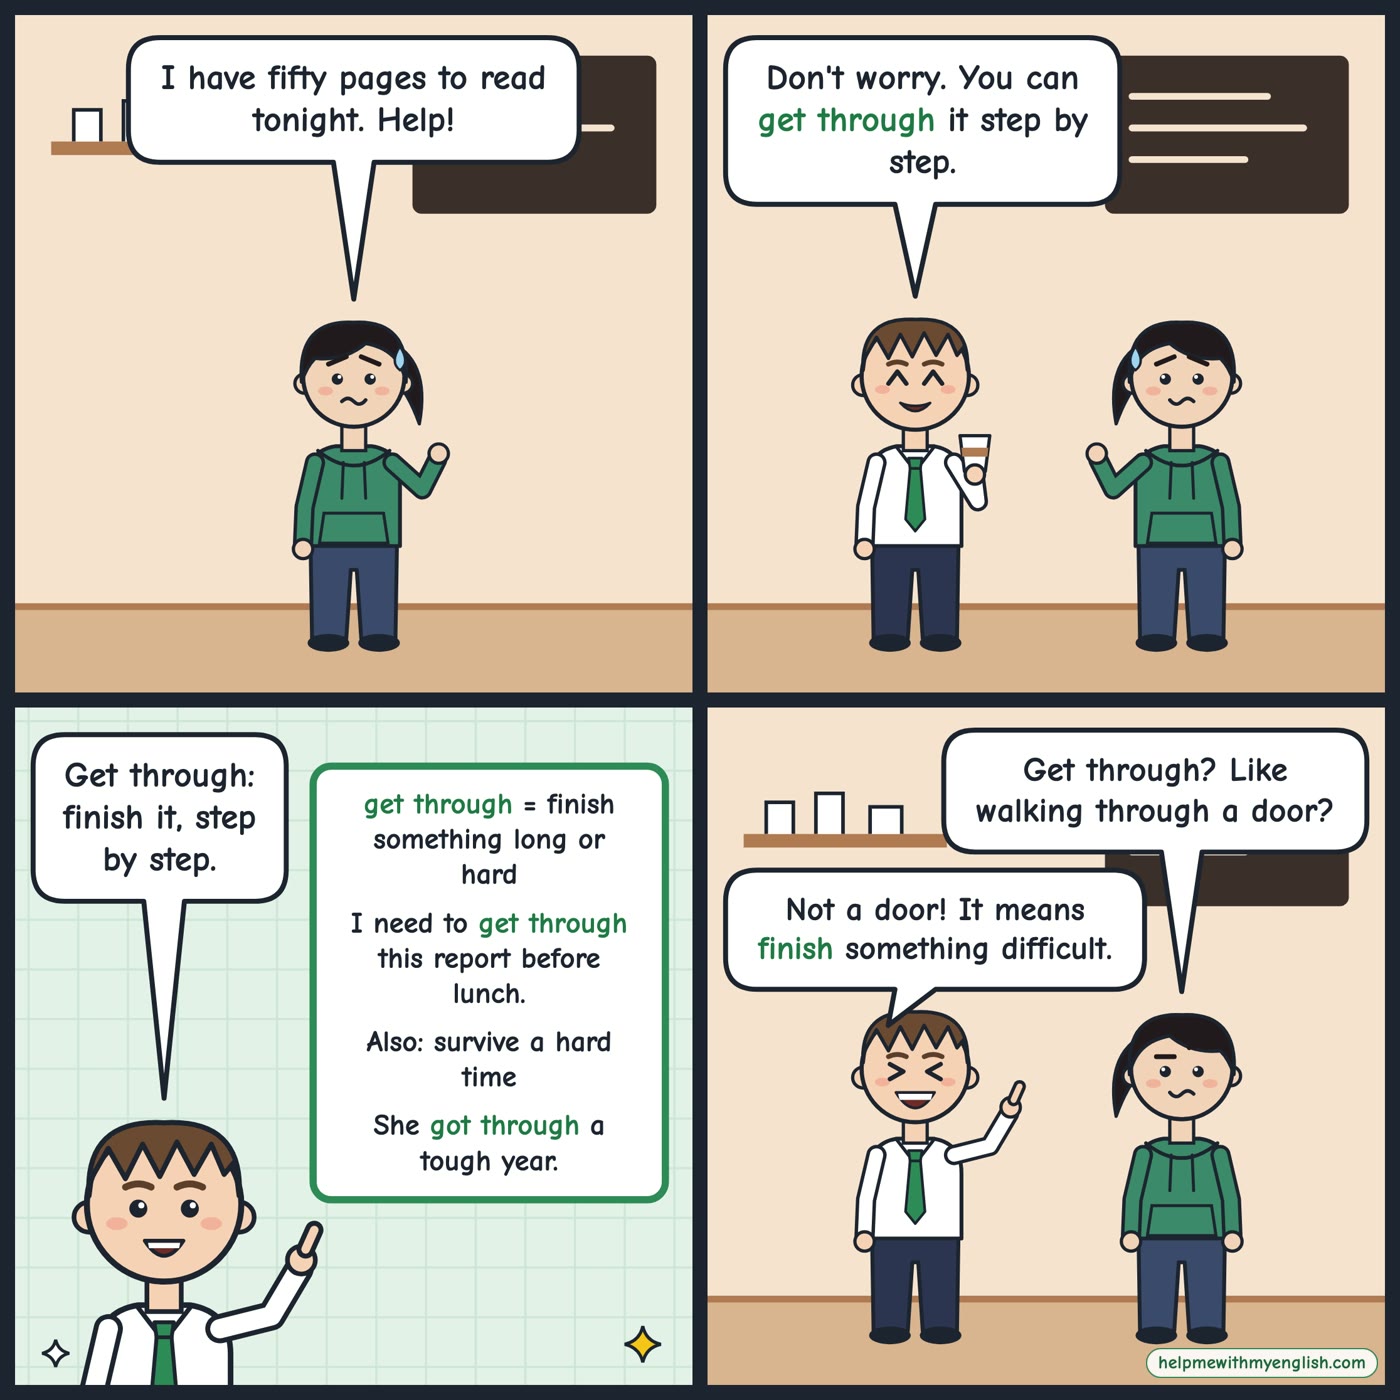 I have fifty pages to read
tonight. Help!
Don't worry. You can
get through it step by
step.
Get through:
finish it, step
by step.
get through = finish
something long or
hard
I need to get through
this report before
lunch.
Also: survive a hard
time
She got through a
tough year.
Get through? Like
walking through a door?
Not a door! It means
finish something difficult.
helpmewithmyenglish.com